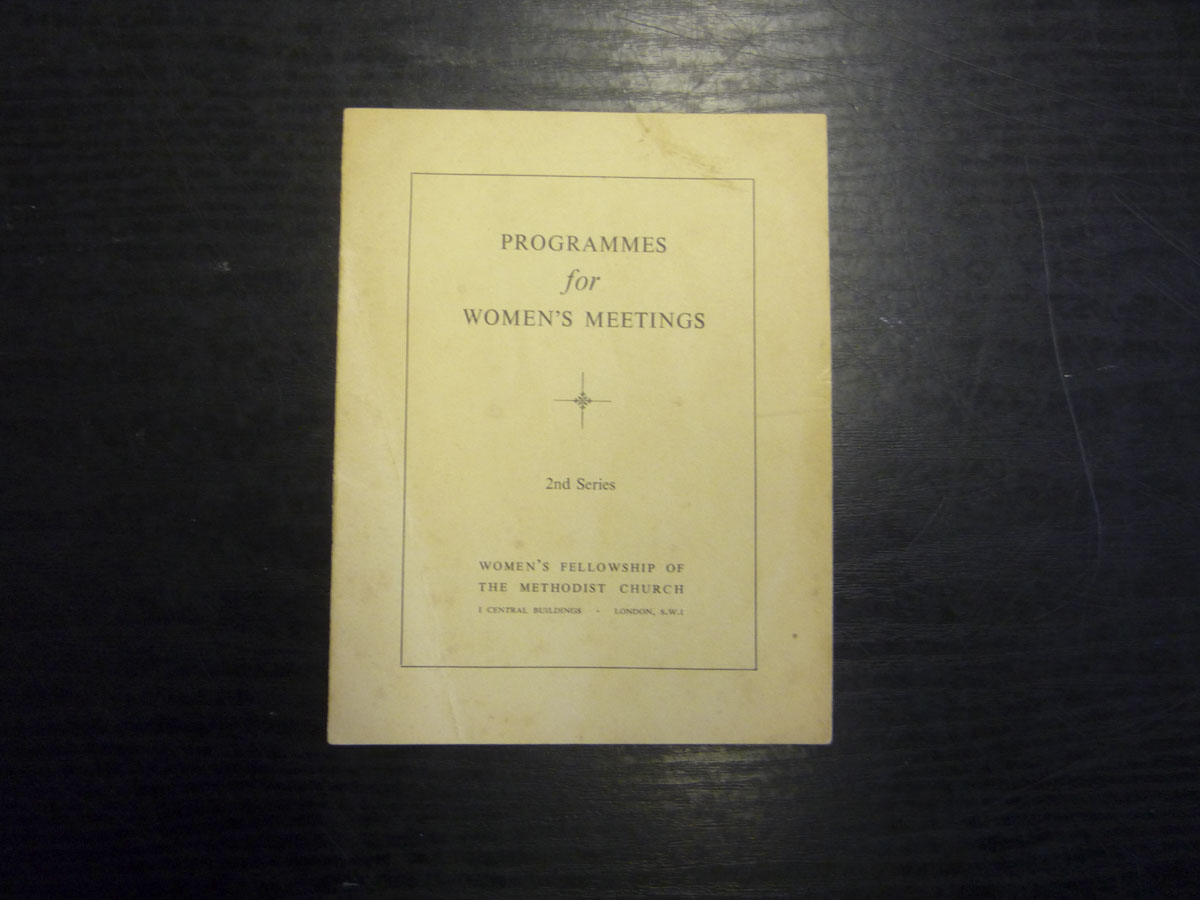 PROGRAMMES
for
WOMEN'S MEETINGS
2nd Series
WOMEN'S FELLOWSHIP OF
THE METHODIST CHURCH
1 CENTRAL BUILDINGS · LONDON, S.W.1